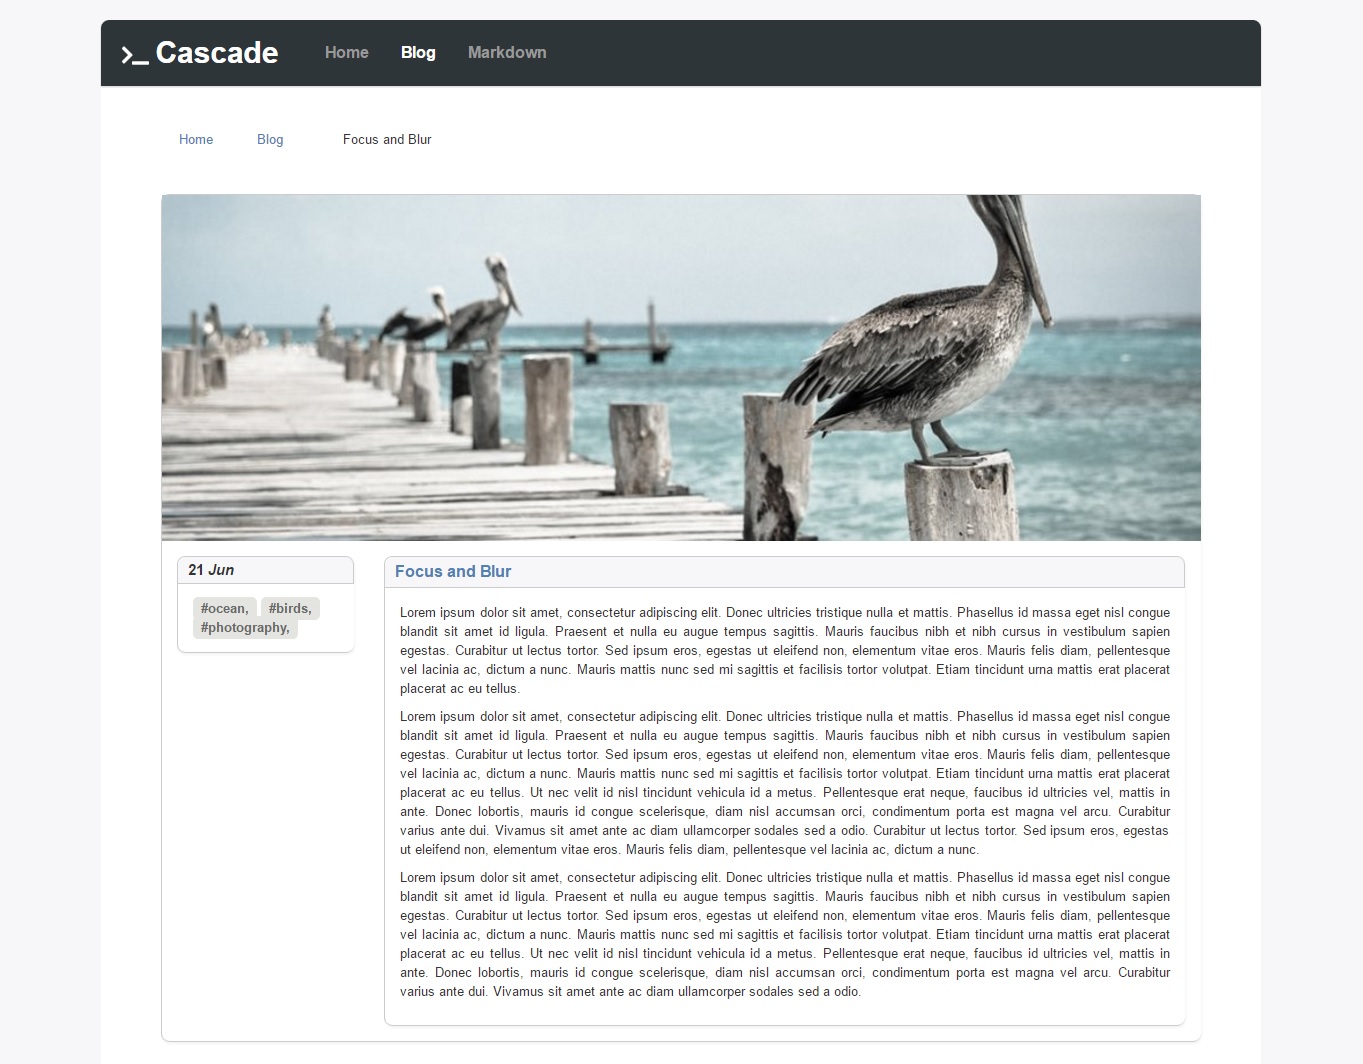 >_ Cascade Home Blog Markdown
Home Blog Focus and Blur
21 Jun
#ocean, #birds,
#photography,
Focus and Blur
Lorem ipsum dolor sit amet, consectetur adipiscing elit. Donec ultricies tristique nulla et mattis. Phasellus id massa eget nisl congue
blandit sit amet id ligula. Praesent et nulla eu augue tempus sagittis. Mauris faucibus nibh et nibh cursus in vestibulum sapien
egestas. Curabitur ut lectus tortor. Sed ipsum eros, egestas ut eleifend non, elementum vitae eros. Mauris felis diam, pellentesque
vel lacinia ac, dictum a nunc. Mauris mattis nunc sed mi sagittis et facilisis tortor volutpat. Etiam tincidunt urna mattis erat placerat
placerat ac eu tellus.
Lorem ipsum dolor sit amet, consectetur adipiscing elit. Donec ultricies tristique nulla et mattis. Phasellus id massa eget nisl congue
blandit sit amet id ligula. Praesent et nulla eu augue tempus sagittis. Mauris faucibus nibh et nibh cursus in vestibulum sapien
egestas. Curabitur ut lectus tortor. Sed ipsum eros, egestas ut eleifend non, elementum vitae eros. Mauris felis diam, pellentesque
vel lacinia ac, dictum a nunc. Mauris mattis nunc sed mi sagittis et facilisis tortor volutpat. Etiam tincidunt urna mattis erat placerat
placerat ac eu tellus. Ut nec velit id nisl tincidunt vehicula id a metus. Pellentesque erat neque, faucibus id ultricies vel, mattis in
ante. Donec lobortis, mauris id congue scelerisque, diam nisl accumsan orci, condimentum porta est magna vel arcu. Curabitur
varius ante dui. Vivamus sit amet ante ac diam ullamcorper sodales sed a odio. Curabitur ut lectus tortor. Sed ipsum eros, egestas
ut eleifend non, elementum vitae eros. Mauris felis diam, pellentesque vel lacinia ac, dictum a nunc.
Lorem ipsum dolor sit amet, consectetur adipiscing elit. Donec ultricies tristique nulla et mattis. Phasellus id massa eget nisl congue
blandit sit amet id ligula. Praesent et nulla eu augue tempus sagittis. Mauris faucibus nibh et nibh cursus in vestibulum sapien
egestas. Curabitur ut lectus tortor. Sed ipsum eros, egestas ut eleifend non, elementum vitae eros. Mauris felis diam, pellentesque
vel lacinia ac, dictum a nunc. Mauris mattis nunc sed mi sagittis et facilisis tortor volutpat. Etiam tincidunt urna mattis erat placerat
placerat ac eu tellus. Ut nec velit id nisl tincidunt vehicula id a metus. Pellentesque erat neque, faucibus id ultricies vel, mattis in
ante. Donec lobortis, mauris id congue scelerisque, diam nisl accumsan orci, condimentum porta est magna vel arcu. Curabitur
varius ante dui. Vivamus sit amet ante ac diam ullamcorper sodales sed a odio.